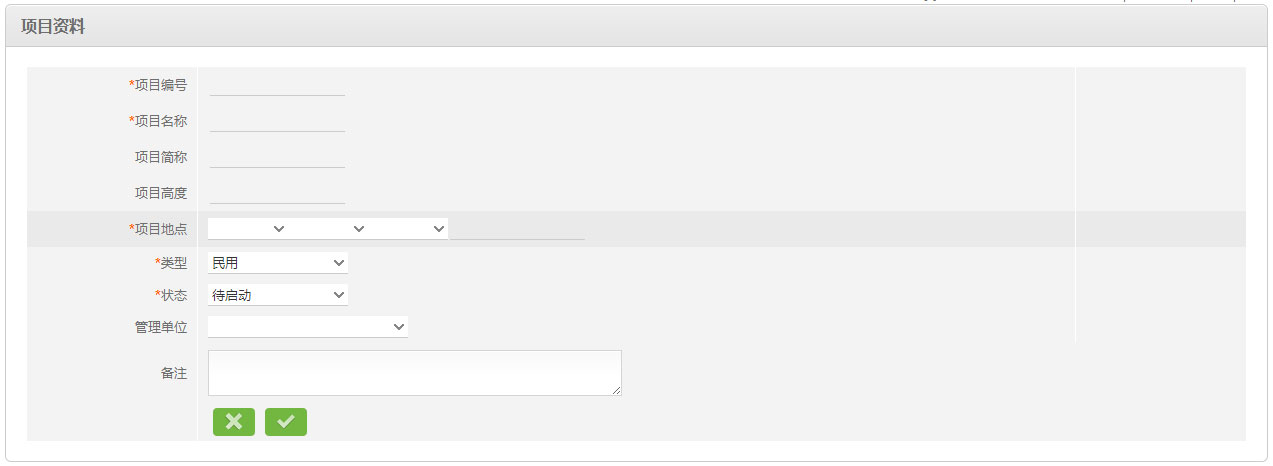 项目资料
*项目编号
*项目名称
项目简称
项目高度
*项目地点
*类型 民用
*状态 待启动
管理单位
备注